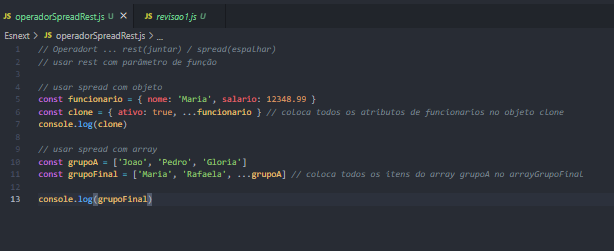 JS operadorSpreadRest.js U X JS revisao1.js
Esnext > JS operadorSpreadRest.js > ...
1 // Operadort ... rest(juntar) / spread(espalhar)
2 // usar rest com parâmetro de função
3
4 // usar spread com objeto
5 const funcionario = { nome: 'Maria', salario: 12348.99 }
6 const clone = { ativo: true, ...funcionario } // coloca todos os atributos de funcionarios no objeto clone
7 console.log(clone)
8
9 // usar spread com array
10 const grupoA = ['Joao', 'Pedro', 'Gloria']
11 const grupoFinal = ['Maria', 'Rafaela', ...grupoA] // coloca todos os itens do array grupaA no arrayGrupoFinal
12
13 console.log(grupoFinal)